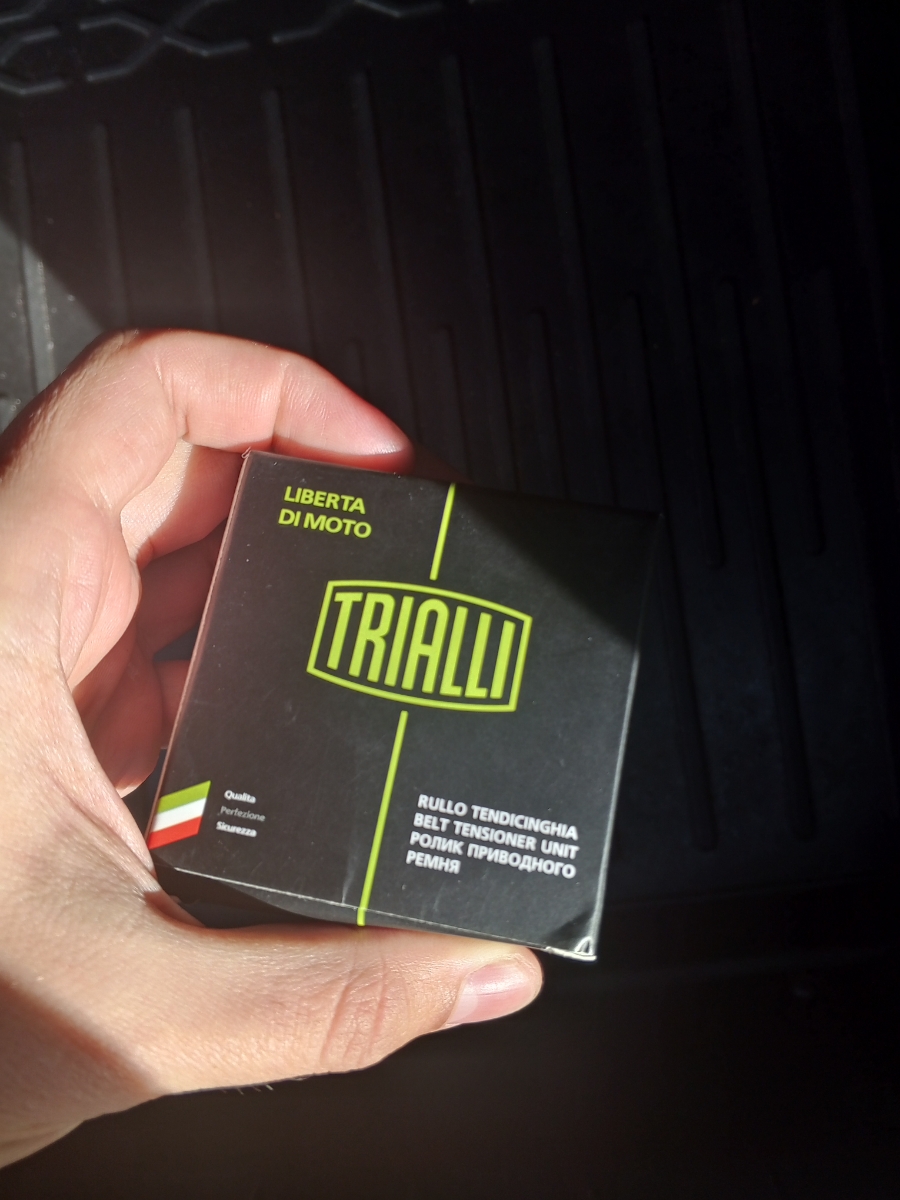 LIBERTA
DI MOTO
TRIALLI
Qualita
Perfezione
Sicurezza
RULLO TENDICINGHIA
BELT TENSIONER UNIT
РОЛИК ПРИВОДНОГО
РЕМНЯ